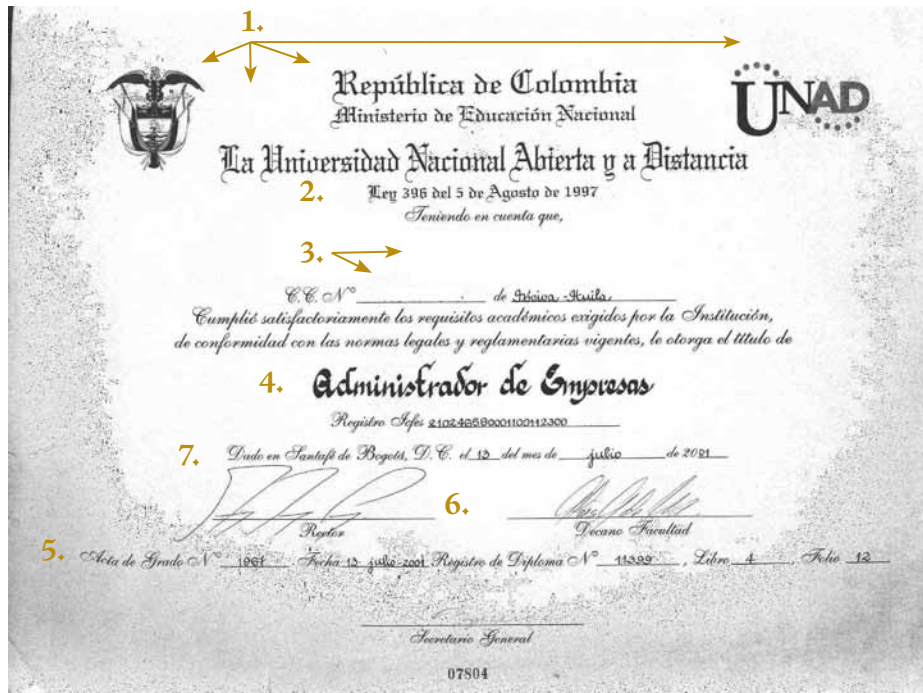 1.
República de Colombia
UNAD
Ministerio de Educación Nacional
La Universidad Nacional Abierta y a Distancia
2. Ley 396 del 5 de Agosto de 1997
Teniendo en cuenta que,
3.
C.C. Nº de Neiva-Huila
Cumplió satisfactoriamente los requisitos académicos exigidos por la Institución,
de conformidad con las normas legales y reglamentarias vigentes, le otorga el título de
4. Administrador de Empresas
Registro Icfes
7. Dado en Santafé de Bogotá, D.C. el 13 del mes de julio de 2001
6.
Rector Decano Facultad
5. Acta de Grado Nº 1961 Fecha 13 julio-2001 Registro de Diploma Nº 11399, Libro 4, Folio 12
Secretario General
07804